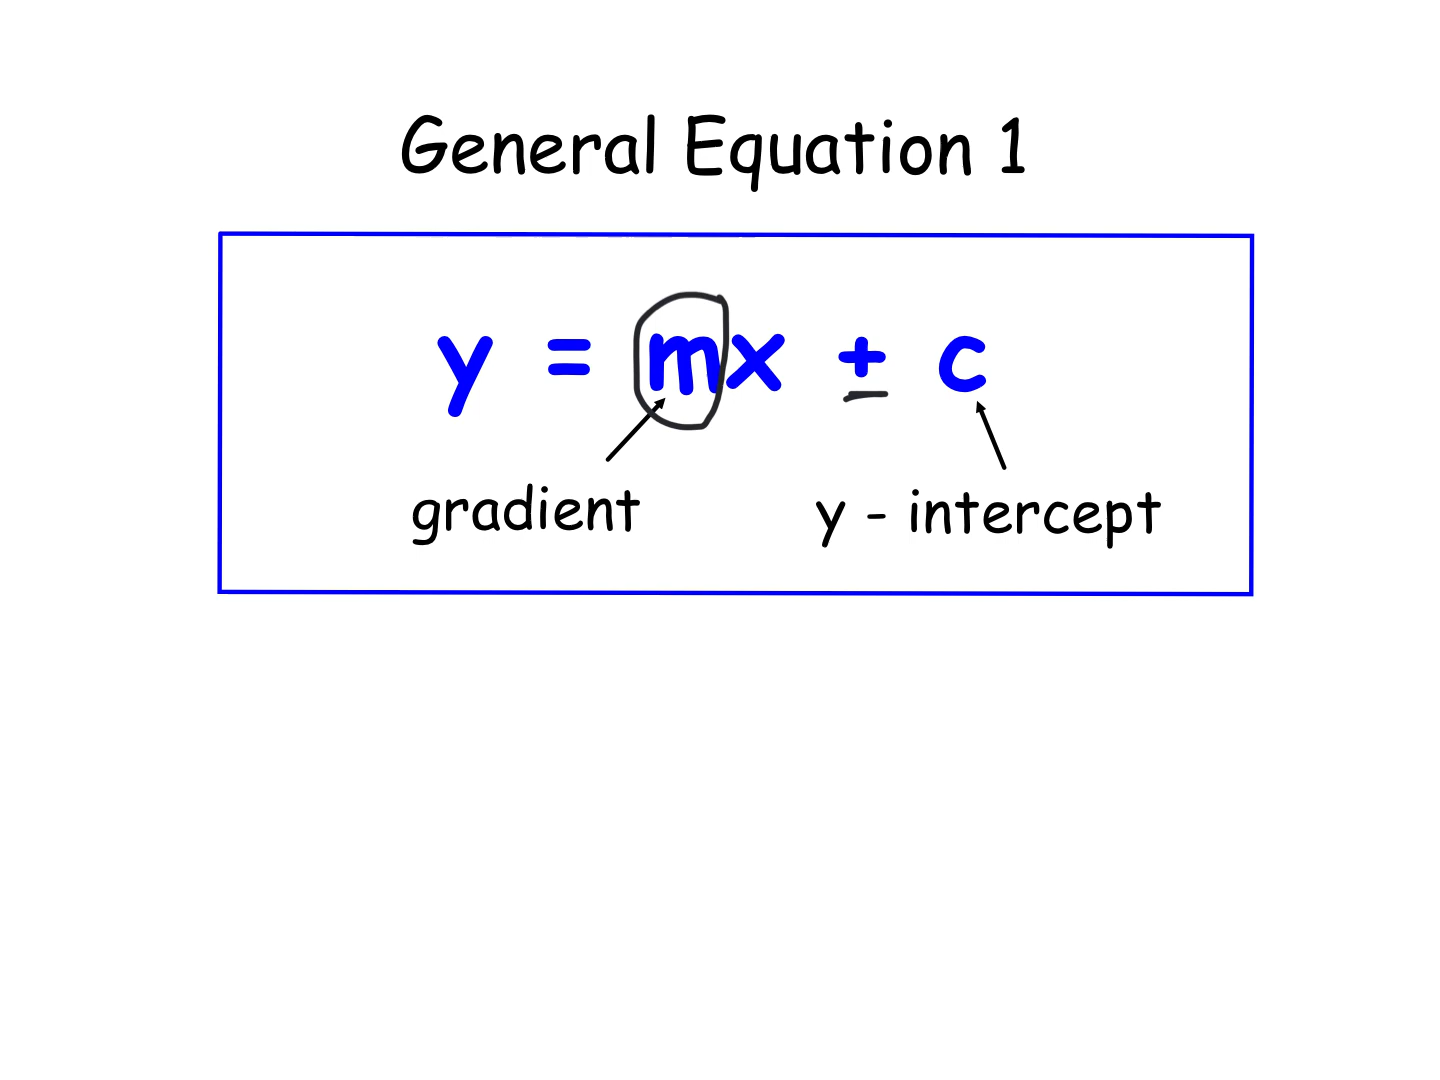 General Equation 1
y = mx ± c
gradient
y - intercept